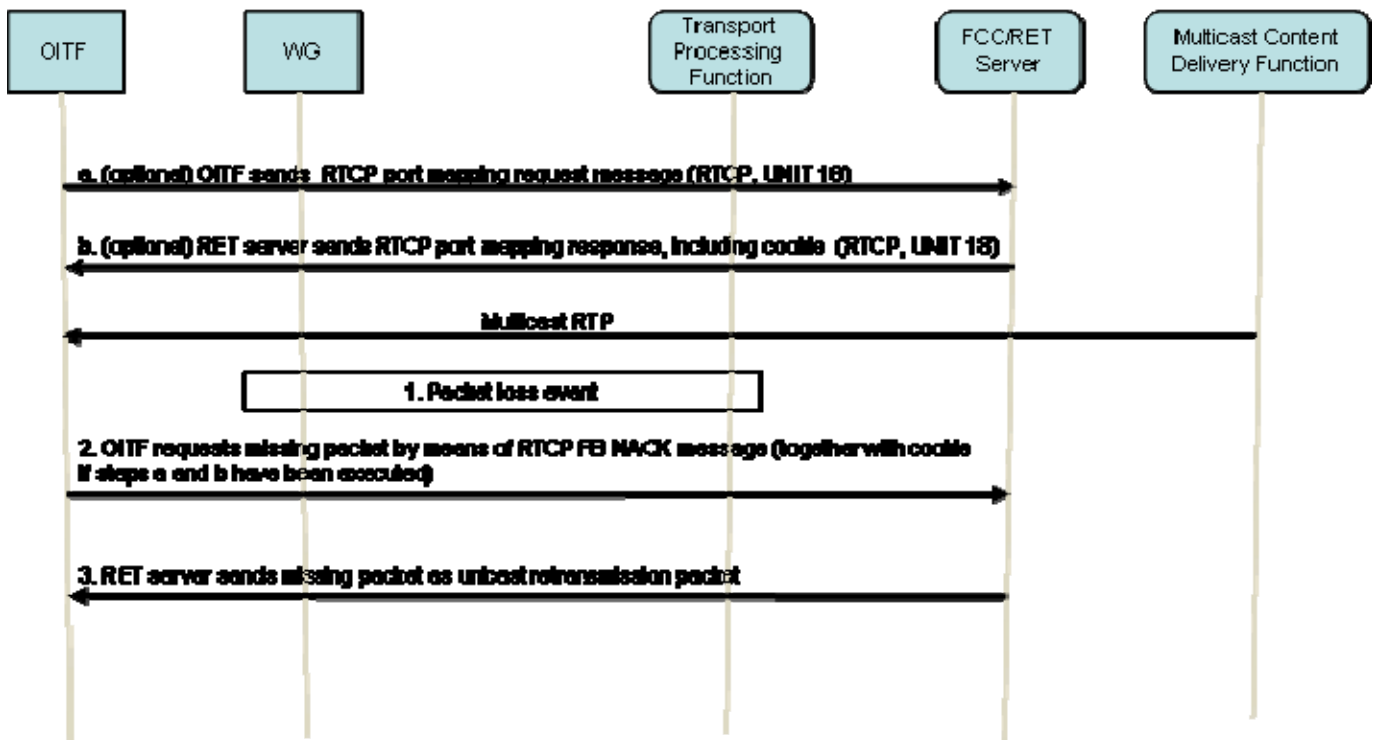 OITF
WG
Transport
Processing
Function
FCC/RET
Server
Multicast Content
Delivery Function
a. (optional) OITF sends RTCP port mapping request message (RTCP, UNIT 18)
b. (optional) RET server sends RTCP port mapping response, including cookie (RTCP, UNIT 18)
Multicast RTP
1. Packet loss event
2. OITF requests missing packet by means of RTCP FB NACK message (together with cookie
if steps a and b have been executed)
3. RET server sends missing packet as unicast retransmission packet